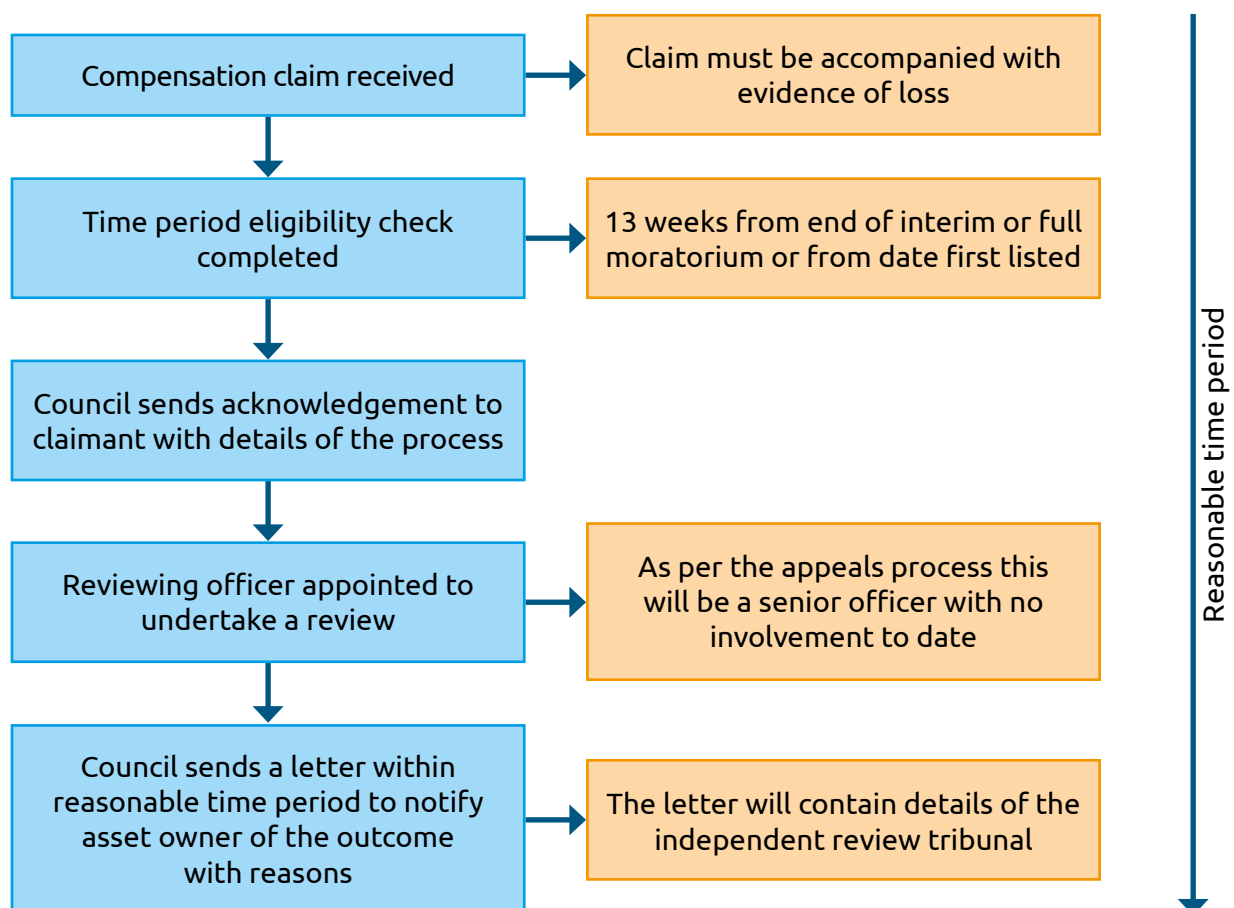 Compensation claim received
Claim must be accompanied with
evidence of loss
Time period eligibility check
completed
13 weeks from end of interim or full
moratorium or from date first listed
Council sends acknowledgement to
claimant with details of the process
Reviewing officer appointed to
undertake a review
As per the appeals process this
will be a senior officer with no
involvement to date
Council sends a letter within
reasonable time period to notify
asset owner of the outcome
with reasons
The letter will contain details of the
independent review tribunal
Reasonable time period